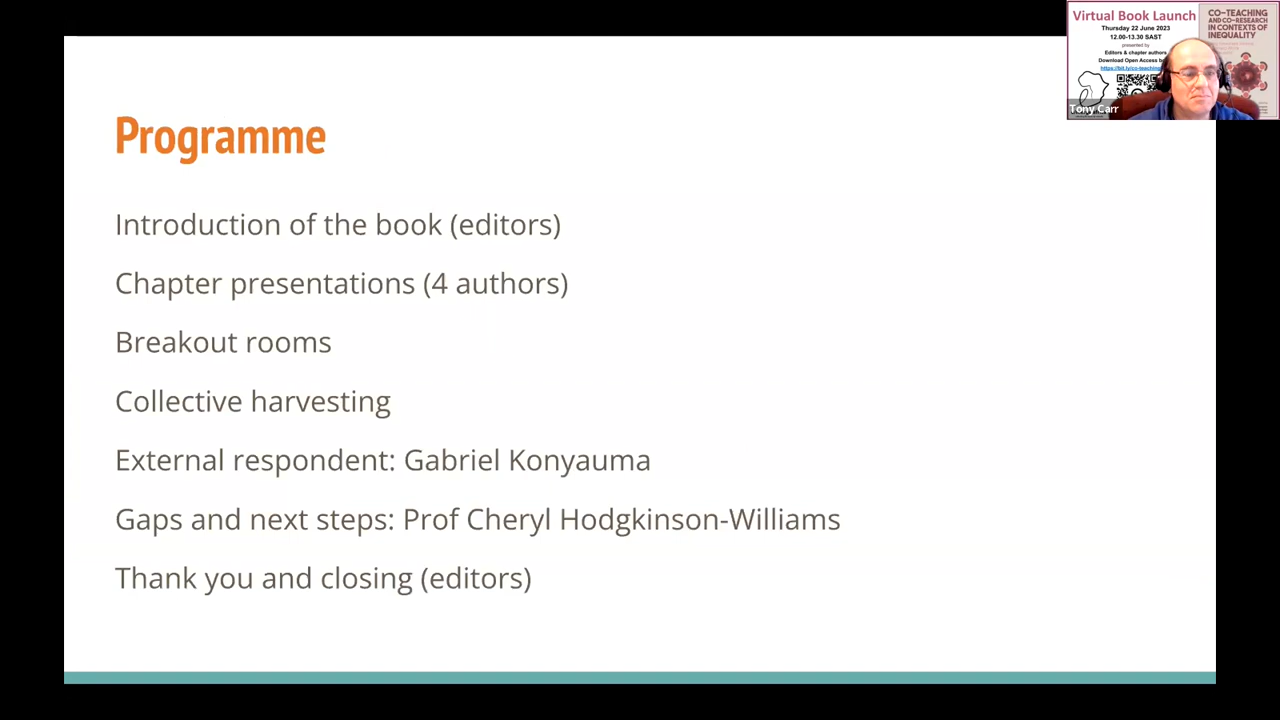 Programme
Introduction of the book (editors)
Chapter presentations (4 authors)
Breakout rooms
Collective harvesting
External respondent: Gabriel Konyauma
Gaps and next steps: Prof Cheryl Hodgkinson-Williams
Thank you and closing (editors)
Virtual Book Launch
Thursday 22 June 2023
12.00-13.30 SAST
presented by
Editors & chapter authors
Download Open Access
https://bit.ly/co-teaching
Tony Carr
CO-TEACHING
AND CO-RESEARCH
IN CONTEXTS OF
INEQUALITY